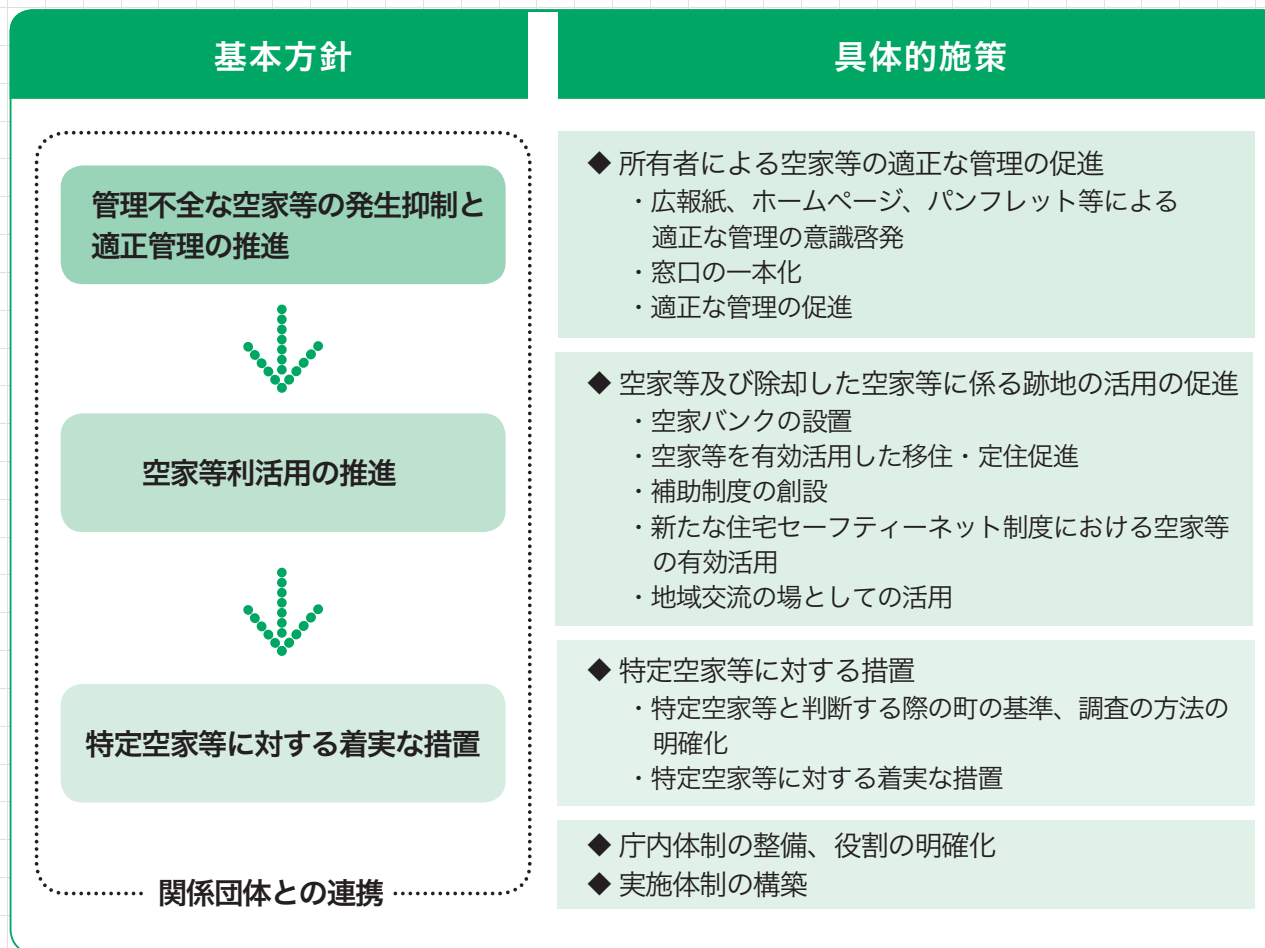 基本方針
管理不全な空家等の発生抑制と
適正管理の推進
空家等利活用の推進
特定空家等に対する着実な措置
関係団体との連携
具体的施策
◆ 所有者による空家等の適正な管理の促進
・広報紙、ホームページ、パンフレット等による
適正な管理の意識啓発
・窓口の一本化
・適正な管理の促進
◆ 空家等及び除却した空家等に係る跡地の活用の促進
・空家バンクの設置
・空家等を有効活用した移住・定住促進
・補助制度の創設
・新たな住宅セーフティーネット制度における空家等
の有効活用
・地域交流の場としての活用
◆ 特定空家等に対する措置
・特定空家等と判断する際の町の基準、調査の方法の
明確化
・特定空家等に対する着実な措置
◆ 庁内体制の整備、役割の明確化
◆ 実施体制の構築